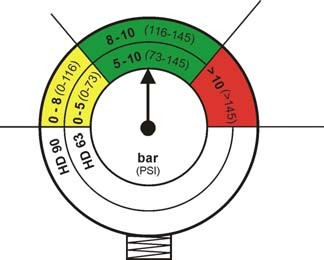 8-10 (116-145)
5-10 (73-145)
0-8 (0-116)
0-5 (0-73)
>10 (>145)
HD 90
HD 63
bar
(PSI)